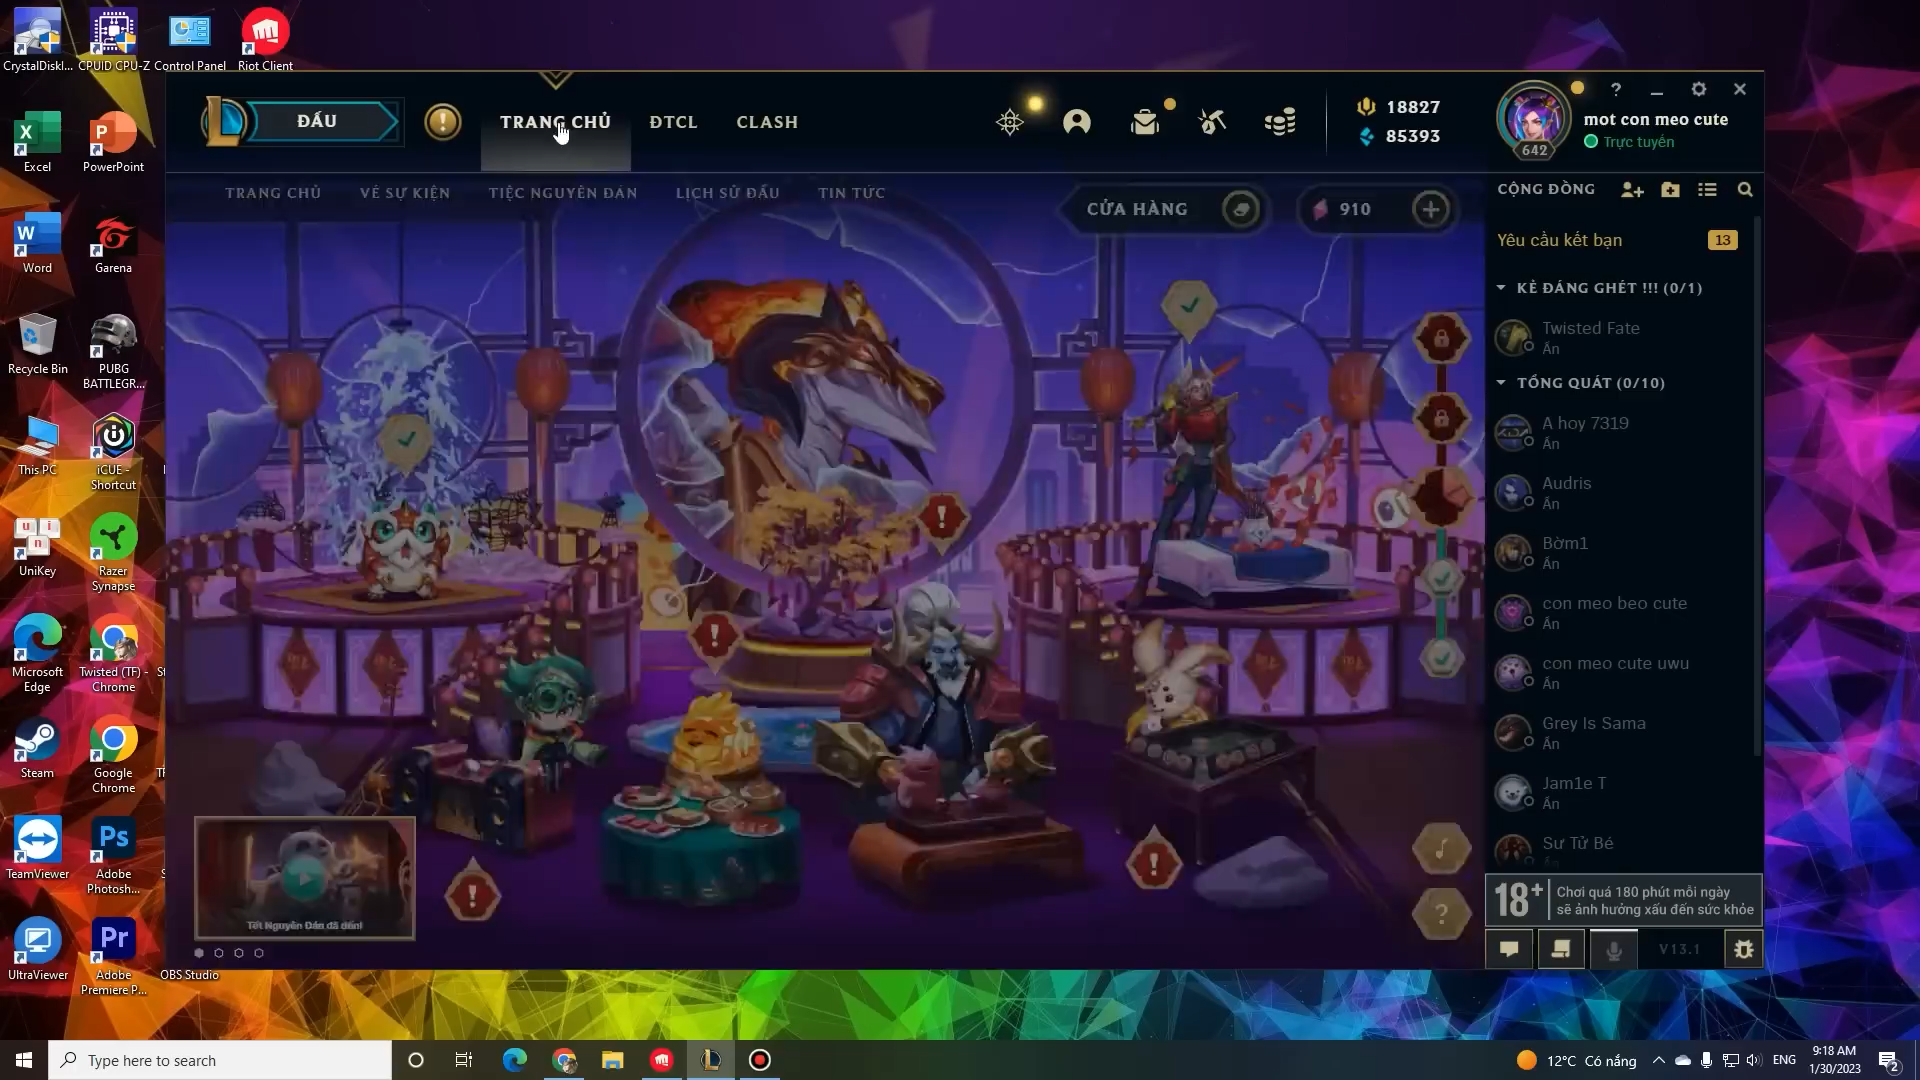 CrystalDiskI...
CPUID CPU-Z
Control Panel
Riot Client
Excel
PowerPoint
Word
Garena
Recycle Bin
PUBG
BATTLEGR...
This PC
iCUE -
Shortcut
UniKey
Razer
Synapse
Microsoft
Edge
Twisted (TF) -
Chrome
Steam
Google
Chrome
TeamViewer
Adobe
Photosh...
UltraViewer
Adobe
Premiere P...
OBS Studio
ĐẤU
TRANG CHỦ
ĐTCL
CLASH
18827
85393
642
mot con meo cute
Trực tuyến
TRANG CHỦ
VÉ SỰ KIỆN
TIỆC NGUYÊN ĐÁN
LỊCH SỬ ĐẤU
TIN TỨC
CỬA HÀNG
910
CỘNG ĐỒNG
Yêu cầu kết bạn
13
KẺ ĐÁNG GHÉT !!! (0/1)
Twisted Fate
Ẩn
TỔNG QUÁT (0/10)
A hoy 7319
Ẩn
Audris
Ẩn
Bờm1
Ẩn
con meo beo cute
Ẩn
con meo cute uwu
Ẩn
Grey Is Sama
Ẩn
Jam1e T
Ẩn
Sư Tử Bé
Ẩn
Tết Nguyên Đán đã đến!
18+
Chơi quá 180 phút mỗi ngày
sẽ ảnh hưởng xấu đến sức khỏe
V13.1
Type here to search
12°C Có nắng
ENG
9:18 AM
1/30/2023
2